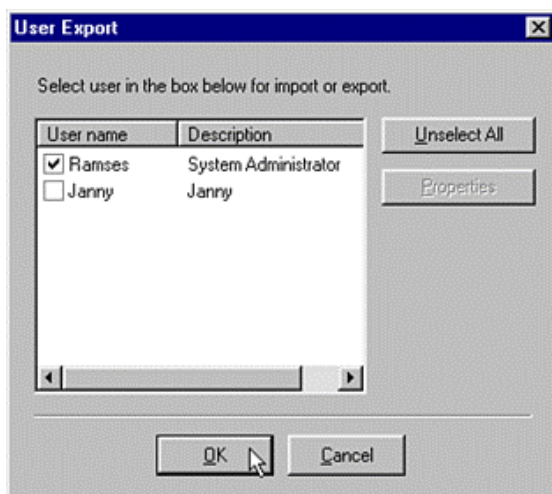 User Export
Select user in the box below for import or export.
User name Description
Ramses System Administrator
Janny Janny
Unselect All
Properties
OK Cancel